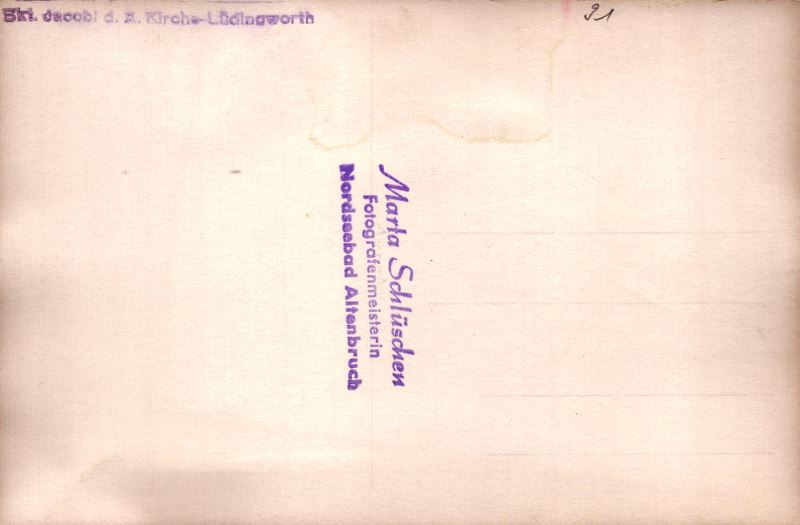 Skt. Jacobi d. Ä. Kirche-Lüdingworth
91
Marta Schlüschen
Fotografenmeisterin
Nordseebad Altenbruch